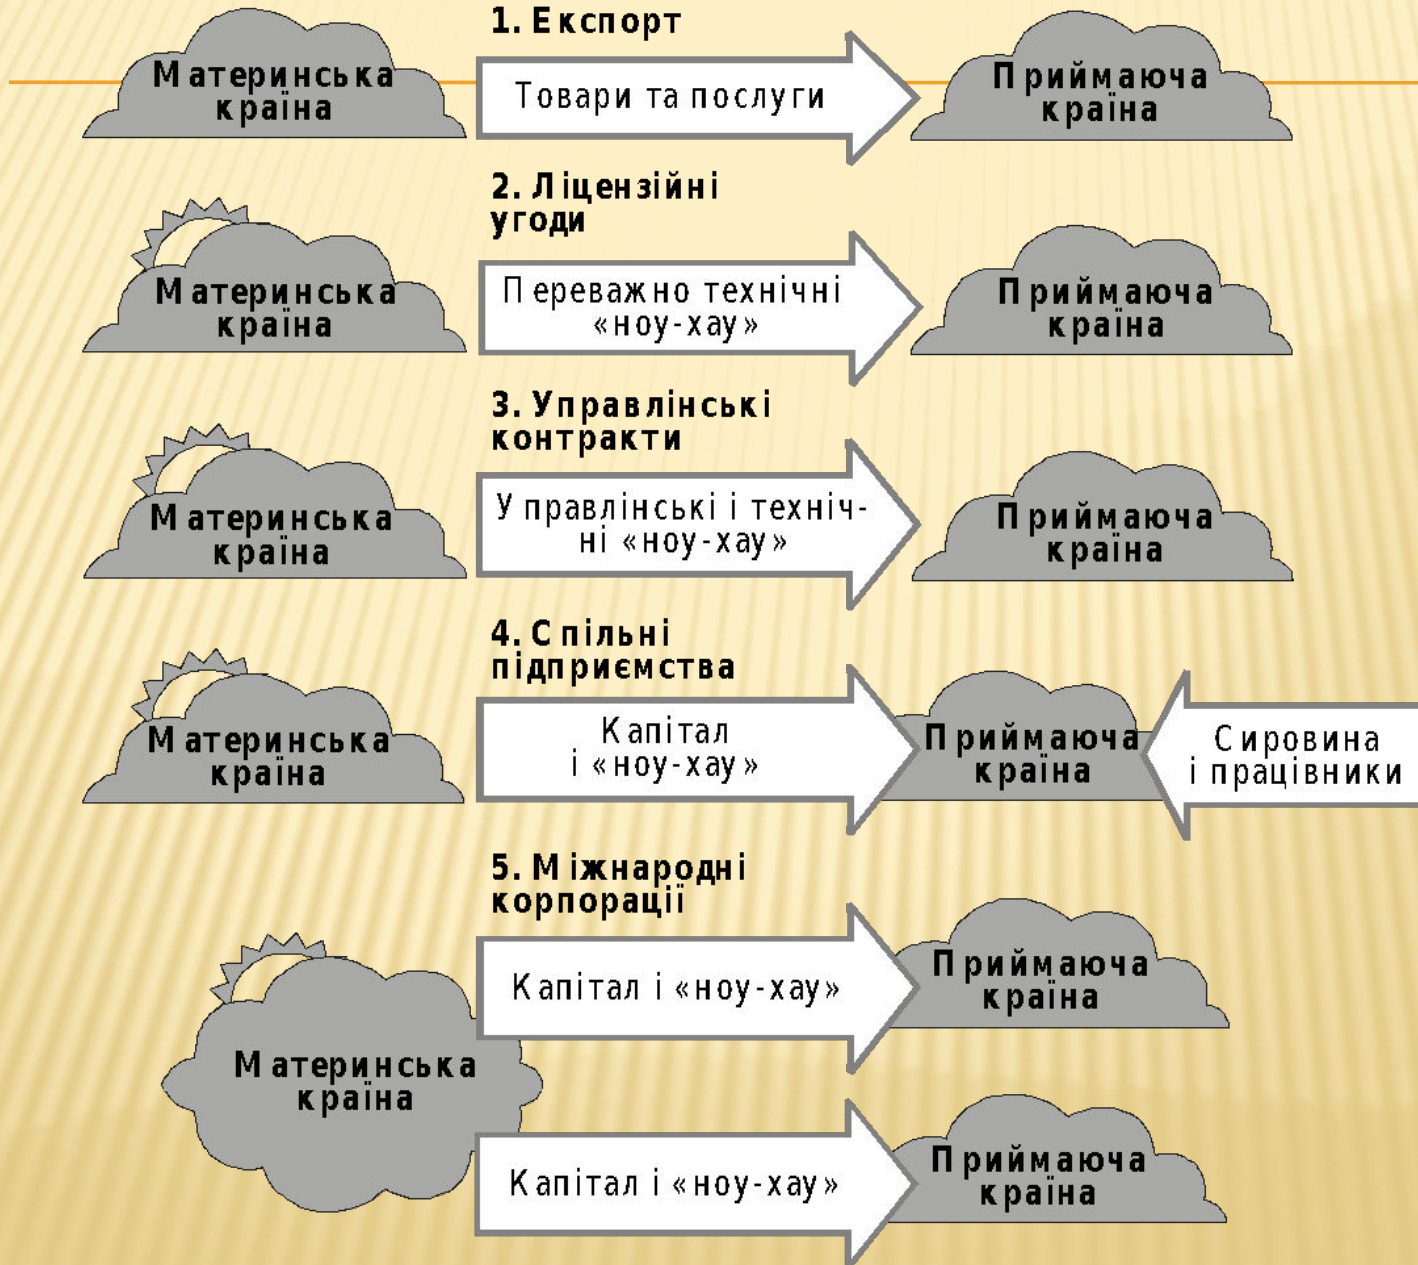 1. Експорт
Материнська
країна
Товари та послуги
Приймаюча
країна
2. Ліцензійні
угоди
Материнська
країна
Переважно технічні
«ноу-хау»
Приймаюча
країна
3. Управлінські
контракти
Материнська
країна
Управлінські і техніч-
ні «ноу-хау»
Приймаюча
країна
4. Спільні
підприємства
Материнська
країна
Капітал
і «ноу-хау»
Приймаюча
країна
Сировина
і працівники
5. Міжнародні
корпорації
Материнська
країна
Капітал і «ноу-хау»
Приймаюча
країна
Капітал і «ноу-хау»
Приймаюча
країна